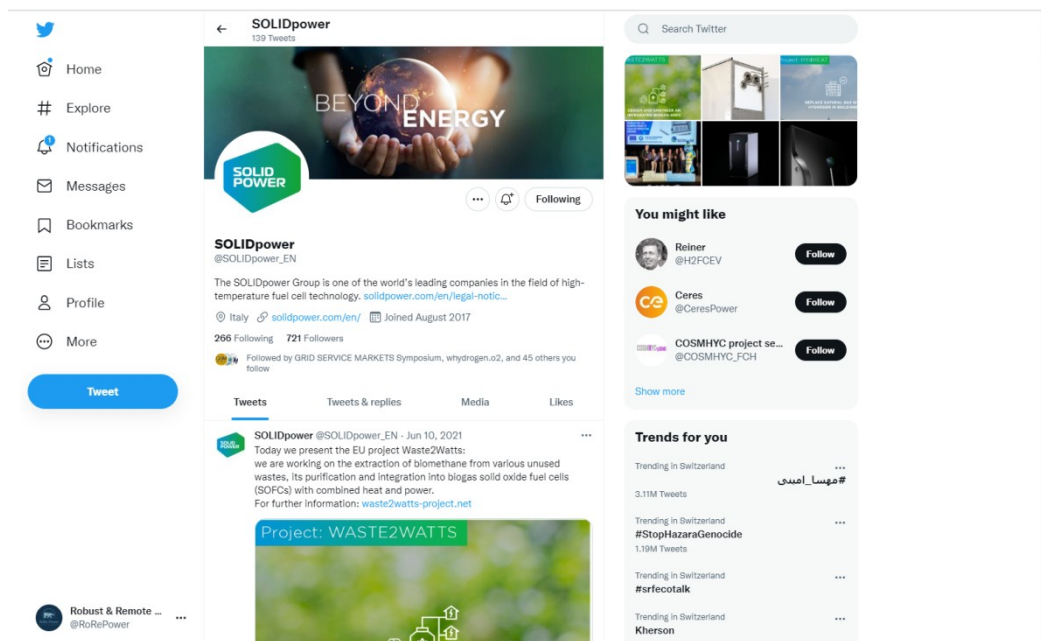 Home
Explore
Notifications
1
Messages
Bookmarks
Lists
Profile
More
Tweet
Robust & Remote ...
@RoRePower
SOLIDpower
139 Tweets
BEYOND
ENERGY
SOLID
POWER
Following
SOLIDpower
@SOLIDpower_EN
The SOLIDpower Group is one of the world's leading companies in the field of high-
temperature fuel cell technology. solidpower.com/en/legal-notic...
Italy solidpower.com/en/ Joined August 2017
266 Following 721 Followers
Followed by GRID SERVICE MARKETS Symposium, whydrogen.o2, and 45 others you
follow
Tweets Tweets & replies Media Likes
SOLID
POWER
SOLIDpower @SOLIDpower_EN · Jun 10, 2021
Today we present the EU project Waste2Watts:
we are working on the extraction of biomethane from various unused
wastes, its purification and integration into biogas solid oxide fuel cells
(SOFCs) with combined heat and power.
For further information: waste2watts-project.net
Project: WASTE2WATTS
Search Twitter
You might like
Reiner
@H2FCEV
Follow
ce
Ceres
@CeresPower
Follow
COSMHYC project se...
@COSMHYC_FCH
Follow
Show more
Trends for you
Trending in Switzerland
#مهسا_امینی
3.11M Tweets
Trending in Switzerland
#StopHazaraGenocide
1.19M Tweets
Trending in Switzerland
#srfecotalk
Trending in Switzerland
Kherson